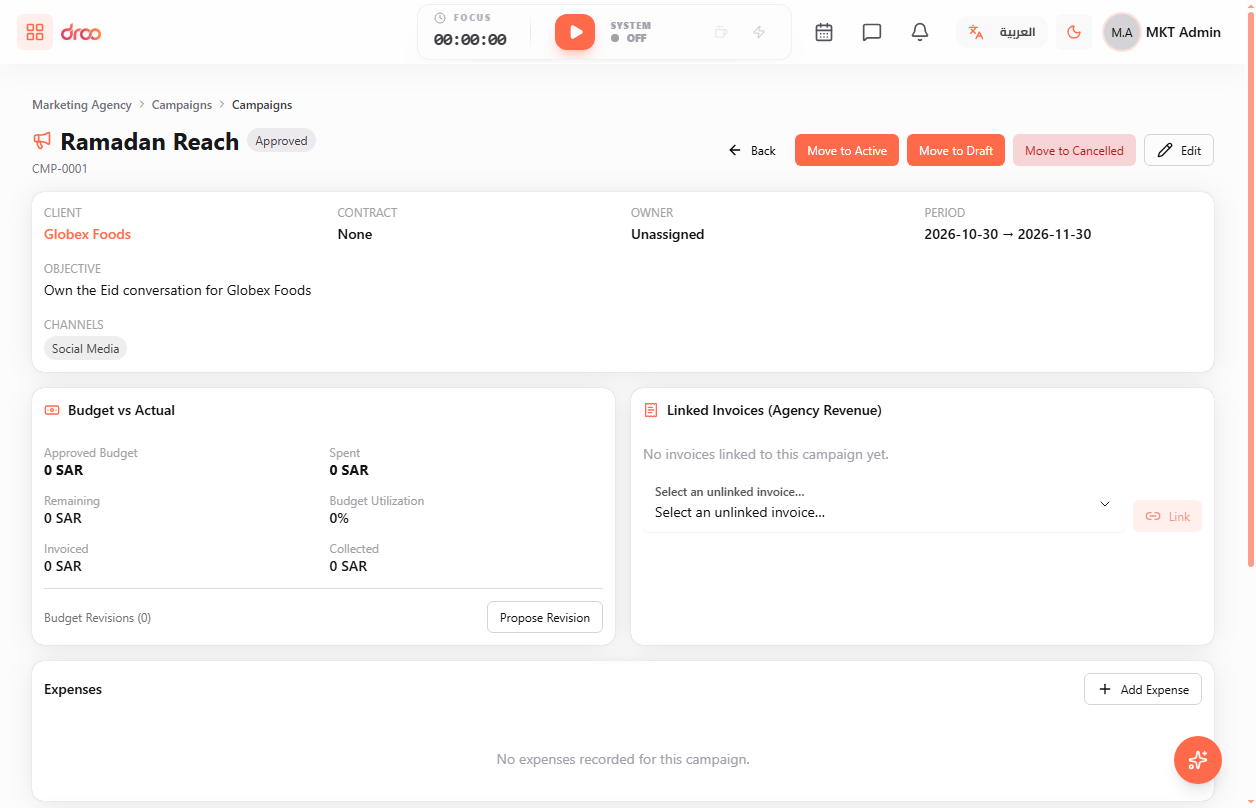 droo
FOCUS
00:00:00
SYSTEM
OFF
العربية
M.A
MKT Admin
Marketing Agency > Campaigns > Campaigns
Ramadan Reach
Approved
CMP-0001
Back
Move to Active
Move to Draft
Move to Cancelled
Edit
CLIENT
Globex Foods
CONTRACT
None
OWNER
Unassigned
PERIOD
2026-10-30 → 2026-11-30
OBJECTIVE
Own the Eid conversation for Globex Foods
CHANNELS
Social Media
Budget vs Actual
Approved Budget
0 SAR
Spent
0 SAR
Remaining
0 SAR
Budget Utilization
0%
Invoiced
0 SAR
Collected
0 SAR
Budget Revisions (0)
Propose Revision
Linked Invoices (Agency Revenue)
No invoices linked to this campaign yet.
Select an unlinked invoice...
Select an unlinked invoice...
Link
Expenses
Add Expense
No expenses recorded for this campaign.